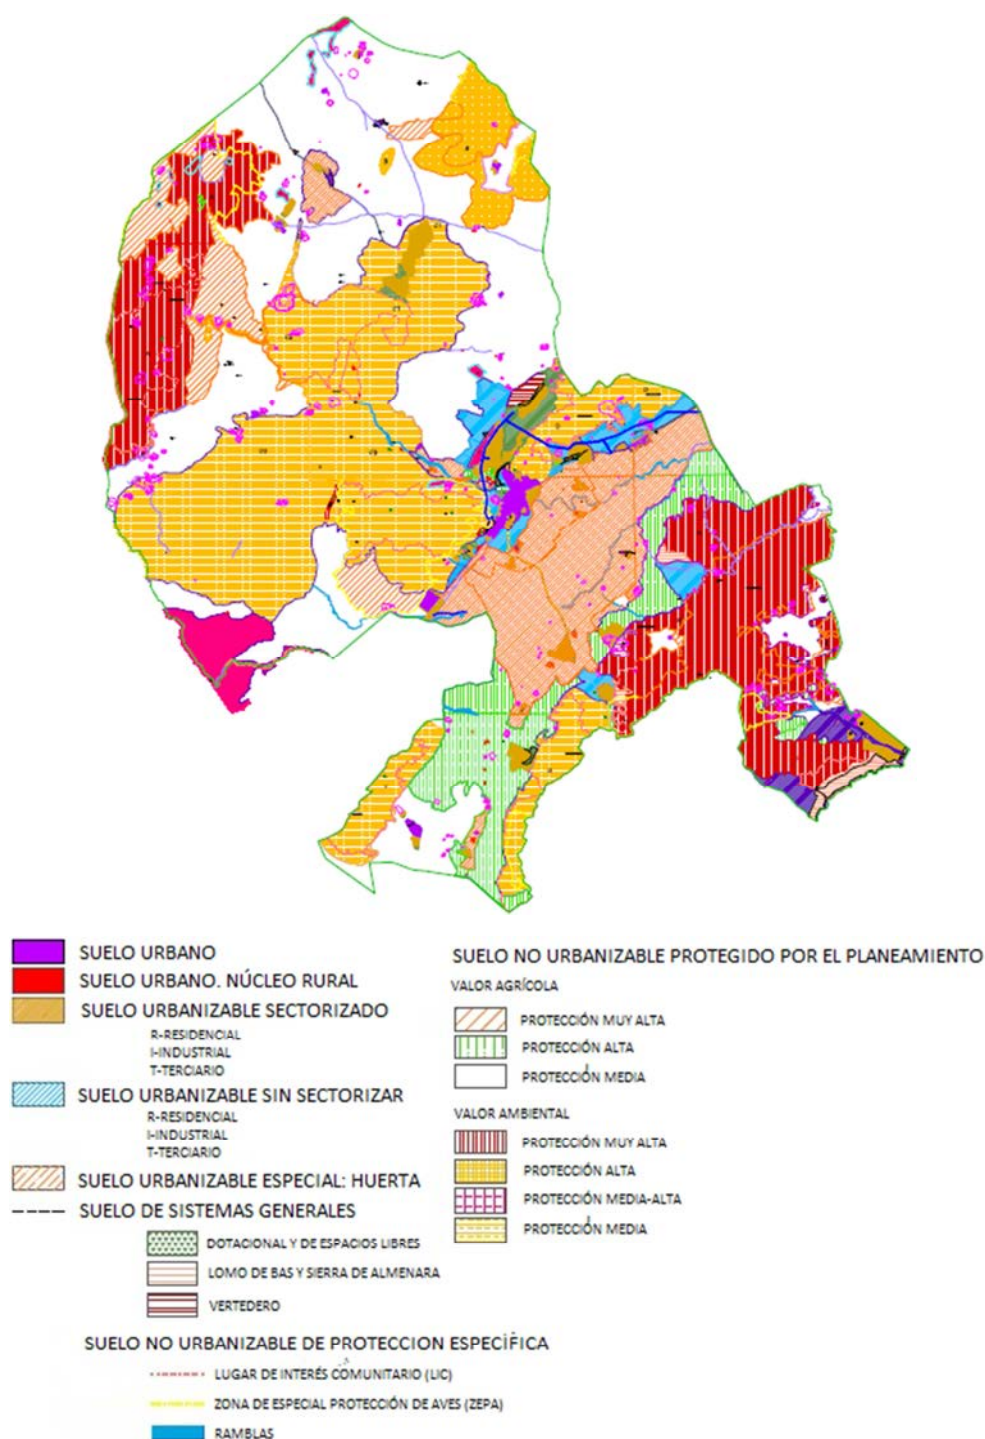 SUELO URBANO
SUELO URBANO. NÚCLEO RURAL
SUELO URBANIZABLE SECTORIZADO
R-RESIDENCIAL
I-INDUSTRIAL
T-TERCIARIO
SUELO URBANIZABLE SIN SECTORIZAR
R-RESIDENCIAL
I-INDUSTRIAL
T-TERCIARIO
SUELO URBANIZABLE ESPECIAL: HUERTA
SUELO DE SISTEMAS GENERALES
DOTACIONAL Y DE ESPACIOS LIBRES
LOMO DE BAS Y SIERRA DE ALMENARA
VERTEDERO
SUELO NO URBANIZABLE DE PROTECCION ESPECÍFICA
LUGAR DE INTERÉS COMUNITARIO (LIC)
ZONA DE ESPECIAL PROTECCIÓN DE AVES (ZEPA)
RAMBLAS
SUELO NO URBANIZABLE PROTEGIDO POR EL PLANEAMIENTO
VALOR AGRÍCOLA
PROTECCIÓN MUY ALTA
PROTECCIÓN ALTA
PROTECCIÓN MEDIA
VALOR AMBIENTAL
PROTECCIÓN MUY ALTA
PROTECCIÓN ALTA
PROTECCIÓN MEDIA-ALTA
PROTECCIÓN MEDIA